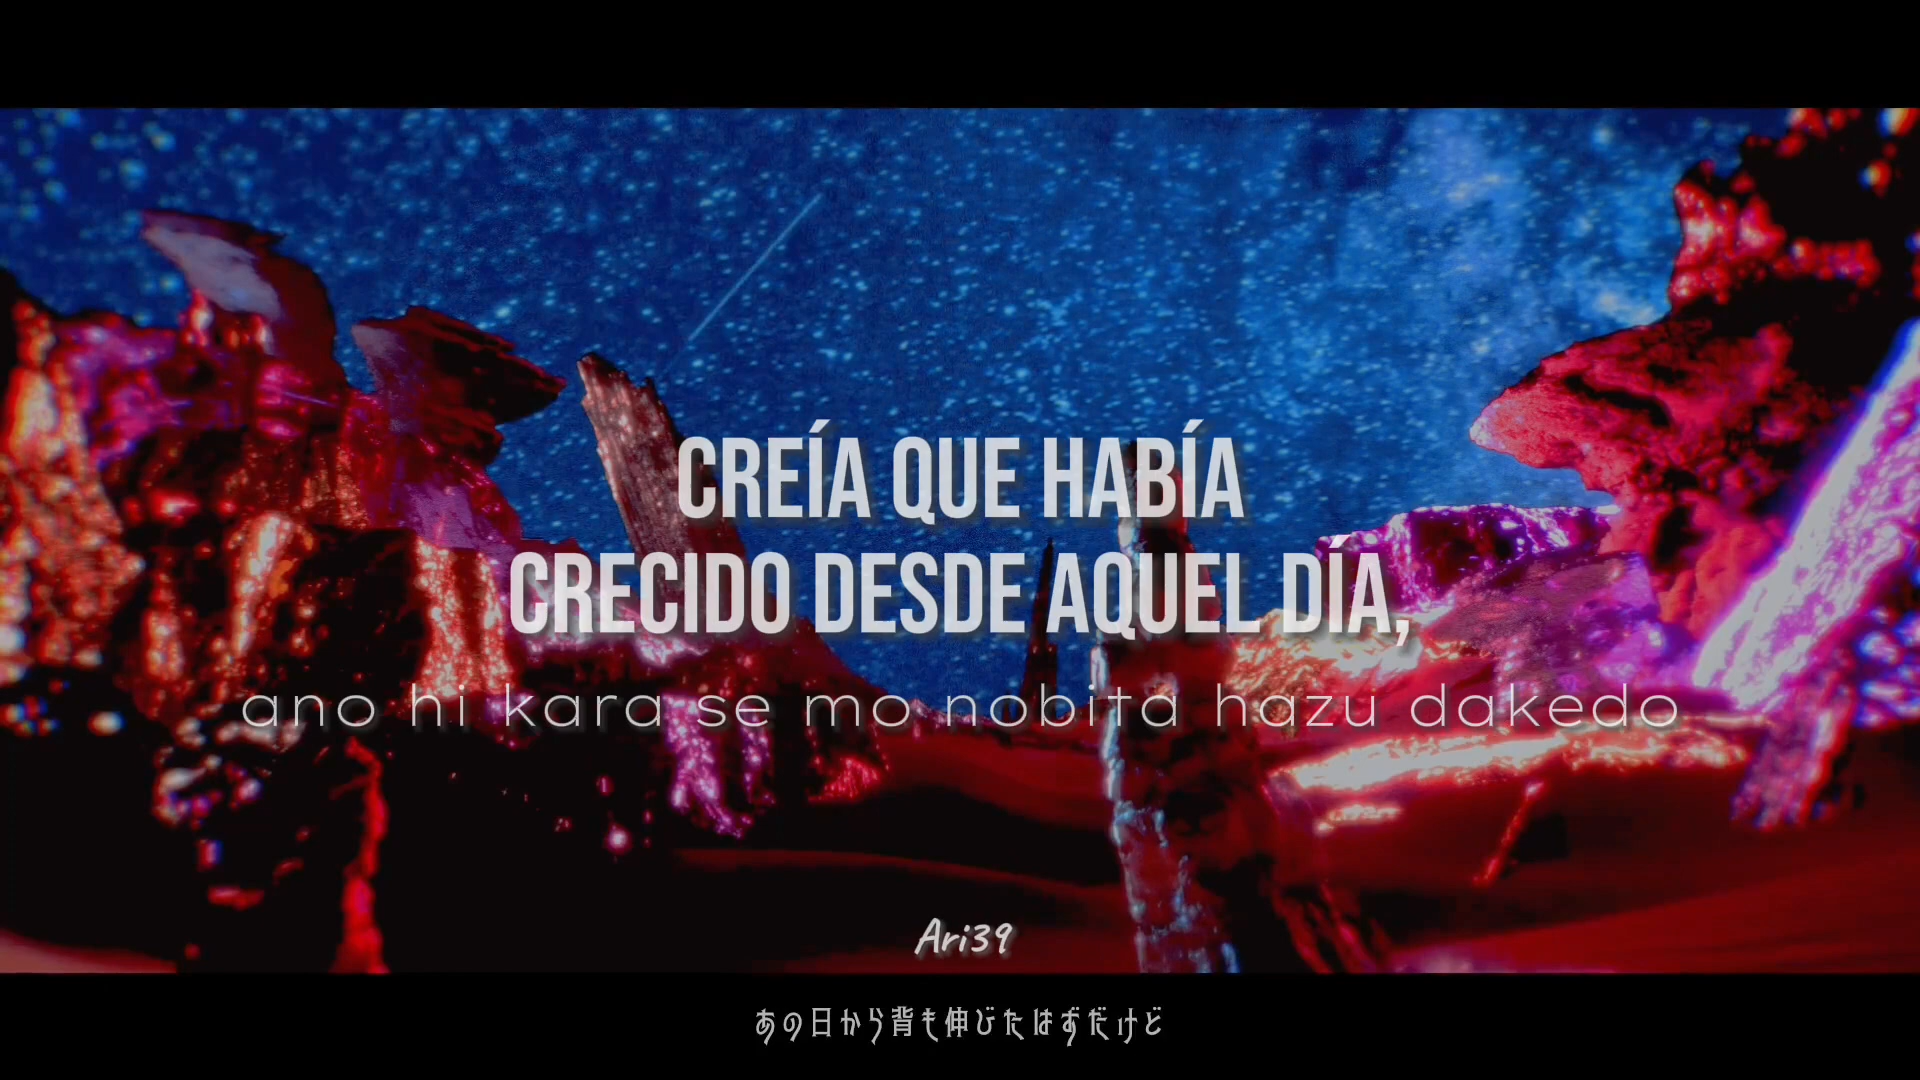 CREÍA QUE HABÍA
CRECIDO DESDE AQUEL DÍA,
ano hi kara se mo nobita hazu dakedo
Ari39
あの日から背も伸びたはずだけど